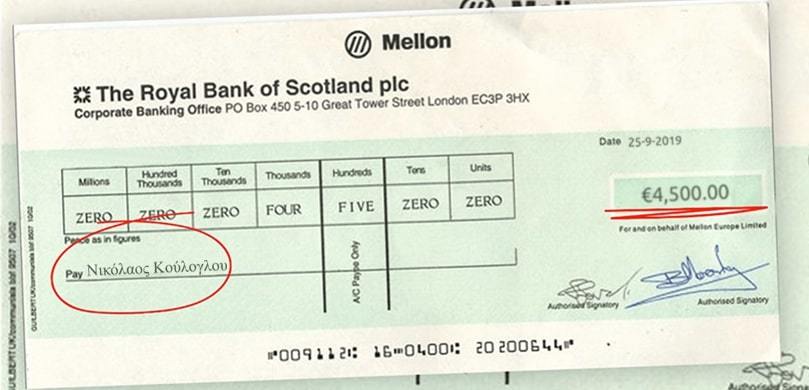 Mellon
The Royal Bank of Scotland plc
Corporate Banking Office PO Box 450 5-10 Great Tower Street London EC3P 3HX
Date 25-9-2019
Millions Hundred Thousands Ten Thousands Thousands Hundreds Tens Units
ZERO ZERO ZERO FOUR FIVE ZERO ZERO
€4,500.00
Pence as in figures
For and on behalf of Mellon Europe Limited
Pay Νικόλαος Κούλογλου
A/C Payee Only
Authorised Signatory
Authorised Signatory
⑈009112⑆ 16⑉0400⑆ 20200644⑈